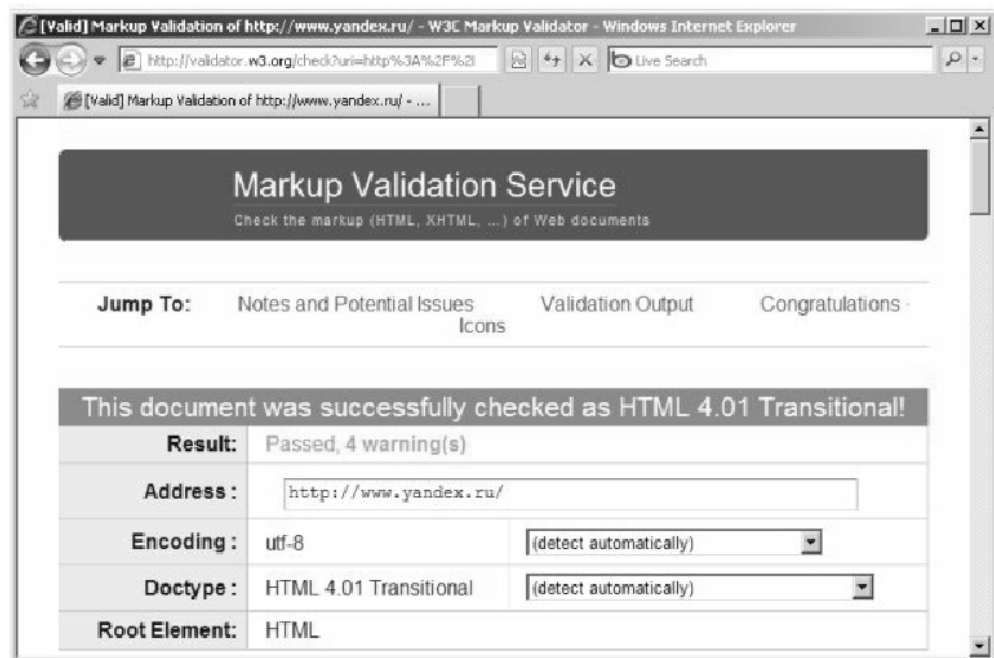 [Valid] Markup Validation of http://www.yandex.ru/ - W3C Markup Validator - Windows Internet Explorer
http://validator.w3.org/check?uri=http%3A%2F%2
Live Search
[Valid] Markup Validation of http://www.yandex.ru/ - ...
Markup Validation Service
Check the markup (HTML, XHTML, ...) of Web documents
Jump To: Notes and Potential Issues Validation Output Congratulations ·
Icons
This document was successfully checked as HTML 4.01 Transitional!
Result: Passed, 4 warning(s)
Address : http://www.yandex.ru/
Encoding : utf-8 (detect automatically)
Doctype : HTML 4.01 Transitional (detect automatically)
Root Element: HTML